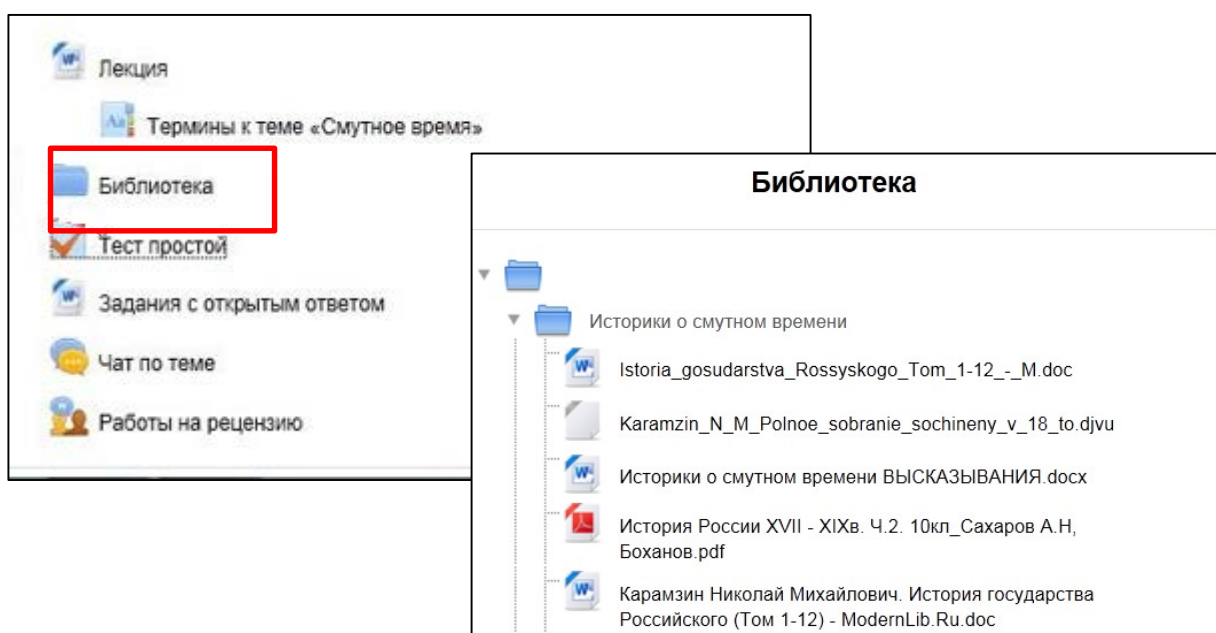 Лекция
Термины к теме «Смутное время»
Библиотека
Тест простой
Задания с открытым ответом
Чат по теме
Работы на рецензию
Библиотека
Историки о смутном времени
Istoria_gosudarstva_Rossyskogo_Tom_1-12_-_M.doc
Karamzin_N_M_Polnoe_sobranie_sochineny_v_18_to.djvu
Историки о смутном времени ВЫСКАЗЫВАНИЯ.docx
История России XVII - XIXв. Ч.2. 10кл_Сахаров А.Н,
Боханов.pdf
Карамзин Николай Михайлович. История государства
Российского (Том 1-12) - ModernLib.Ru.doc